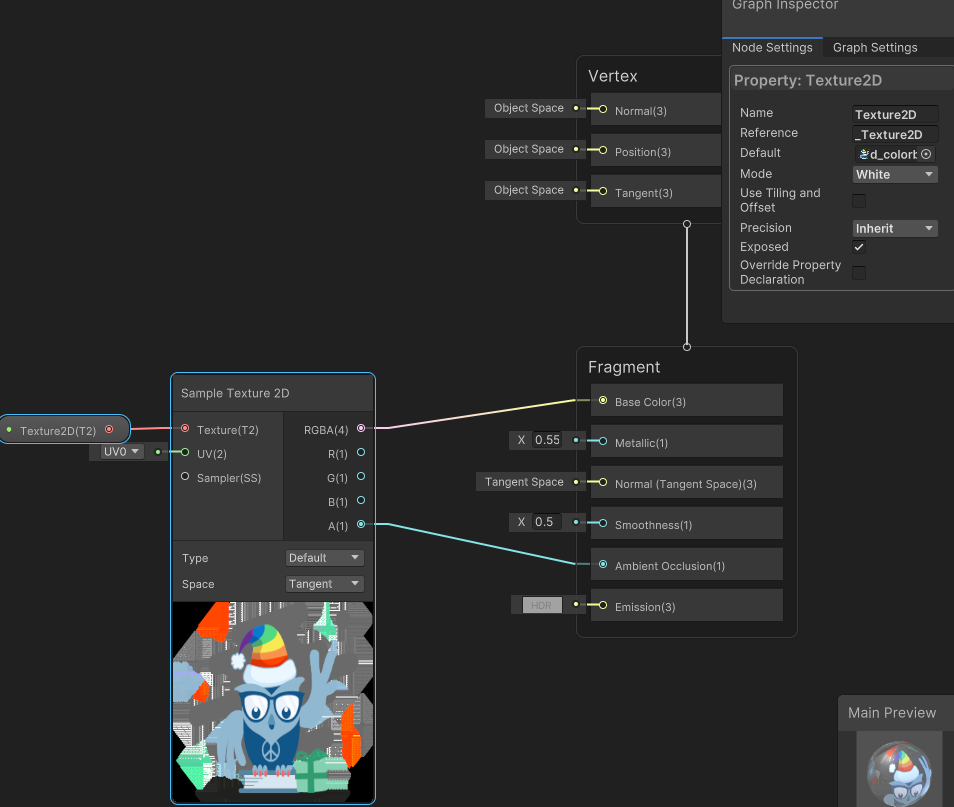 Graph Inspector
Node Settings
Graph Settings
Property: Texture2D
Name
Texture2D
Reference
_Texture2D
Default
d_colorb
Mode
White
Use Tiling and
Offset
Precision
Inherit
Exposed
Override Property
Declaration
Vertex
Object Space
Normal(3)
Object Space
Position(3)
Object Space
Tangent(3)
Fragment
Base Color(3)
X 0.55
Metallic(1)
Tangent Space
Normal (Tangent Space)(3)
X 0.5
Smoothness(1)
Ambient Occlusion(1)
HDR
Emission(3)
Texture2D(T2)
UV0
Sample Texture 2D
Texture(T2)
RGBA(4)
UV(2)
R(1)
Sampler(SS)
G(1)
B(1)
A(1)
Type
Default
Space
Tangent
Main Preview